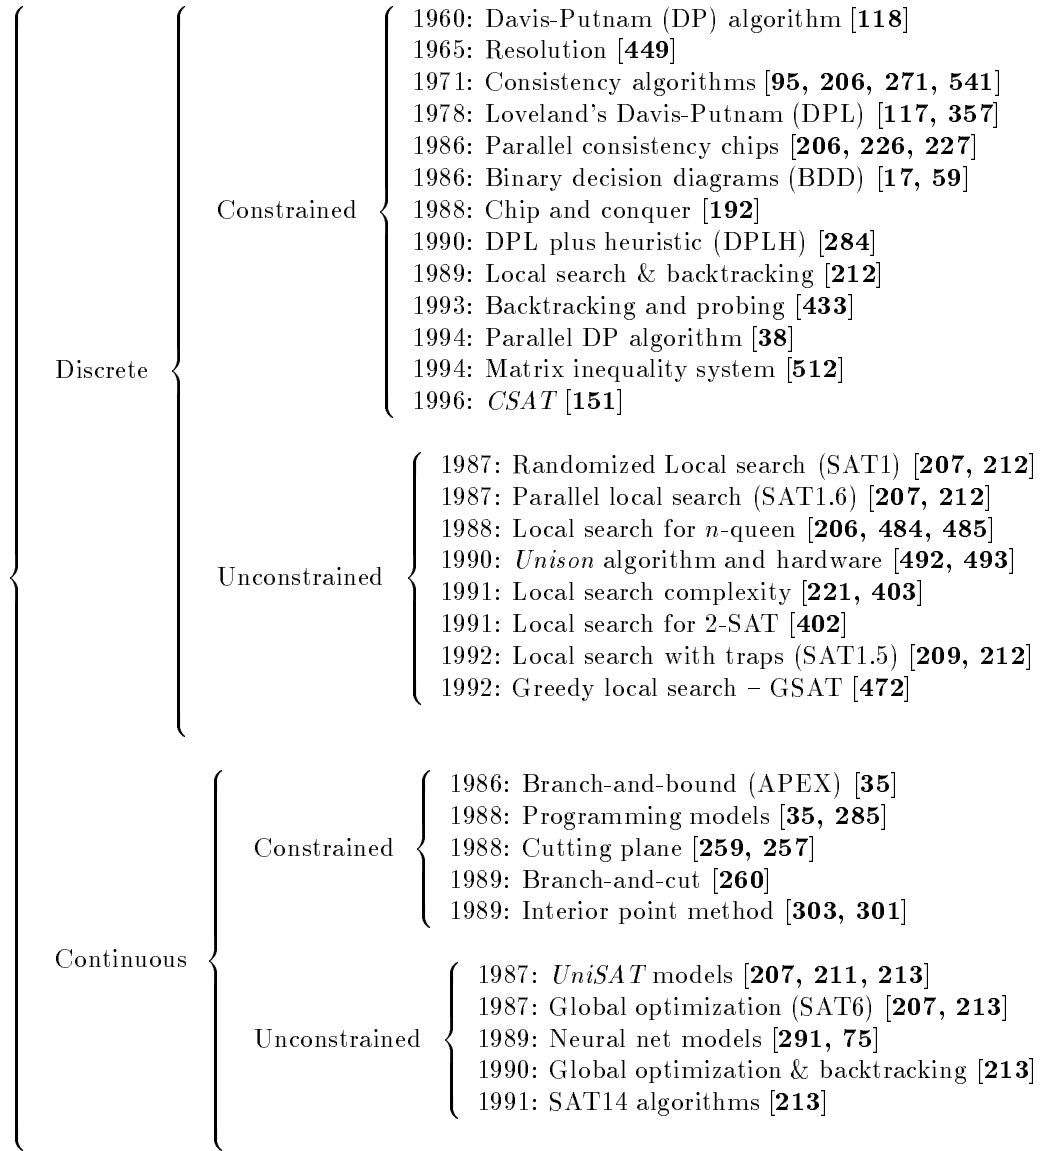 1960: Davis-Putnam (DP) algorithm [118]
1965: Resolution [449]
1971: Consistency algorithms [95, 206, 271, 541]
1978: Loveland's Davis-Putnam (DPL) [117, 357]
1986: Parallel consistency chips [206, 226, 227]
1986: Binary decision diagrams (BDD) [17, 59]
Constrained
1988: Chip and conquer [192]
1990: DPL plus heuristic (DPLH) [284]
1989: Local search & backtracking [212]
1993: Backtracking and probing [433]
1994: Parallel DP algorithm [38]
Discrete
1994: Matrix inequality system [512]
1996: CSAT [151]
1987: Randomized Local search (SAT1) [207, 212]
1987: Parallel local search (SAT1.6) [207, 212]
1988: Local search for n-queen [206, 484, 485]
1990: Unison algorithm and hardware [492, 493]
Unconstrained
1991: Local search complexity [221, 403]
1991: Local search for 2-SAT [402]
1992: Local search with traps (SAT1.5) [209, 212]
1992: Greedy local search – GSAT [472]
1986: Branch-and-bound (APEX) [35]
1988: Programming models [35, 285]
Constrained
1988: Cutting plane [259, 257]
1989: Branch-and-cut [260]
1989: Interior point method [303, 301]
Continuous
1987: UniSAT models [207, 211, 213]
1987: Global optimization (SAT6) [207, 213]
Unconstrained
1989: Neural net models [291, 75]
1990: Global optimization & backtracking [213]
1991: SAT14 algorithms [213]